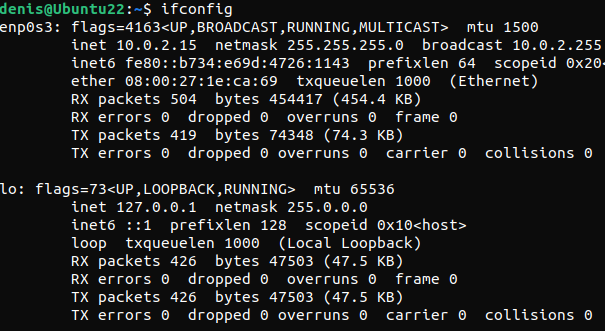 denis@Ubuntu22:~$ ifconfig
enp0s3: flags=4163<UP,BROADCAST,RUNNING,MULTICAST>  mtu 1500
        inet 10.0.2.15  netmask 255.255.255.0  broadcast 10.0.2.255
        inet6 fe80::b734:e69d:4726:1143  prefixlen 64  scopeid 0x20<
        ether 08:00:27:1e:ca:69  txqueuelen 1000  (Ethernet)
        RX packets 504  bytes 454417 (454.4 KB)
        RX errors 0  dropped 0  overruns 0  frame 0
        TX packets 419  bytes 74348 (74.3 KB)
        TX errors 0  dropped 0 overruns 0  carrier 0  collisions 0
lo: flags=73<UP,LOOPBACK,RUNNING>  mtu 65536
        inet 127.0.0.1  netmask 255.0.0.0
        inet6 ::1  prefixlen 128  scopeid 0x10<host>
        loop  txqueuelen 1000  (Local Loopback)
        RX packets 426  bytes 47503 (47.5 KB)
        RX errors 0  dropped 0  overruns 0  frame 0
        TX packets 426  bytes 47503 (47.5 KB)
        TX errors 0  dropped 0 overruns 0  carrier 0  collisions 0